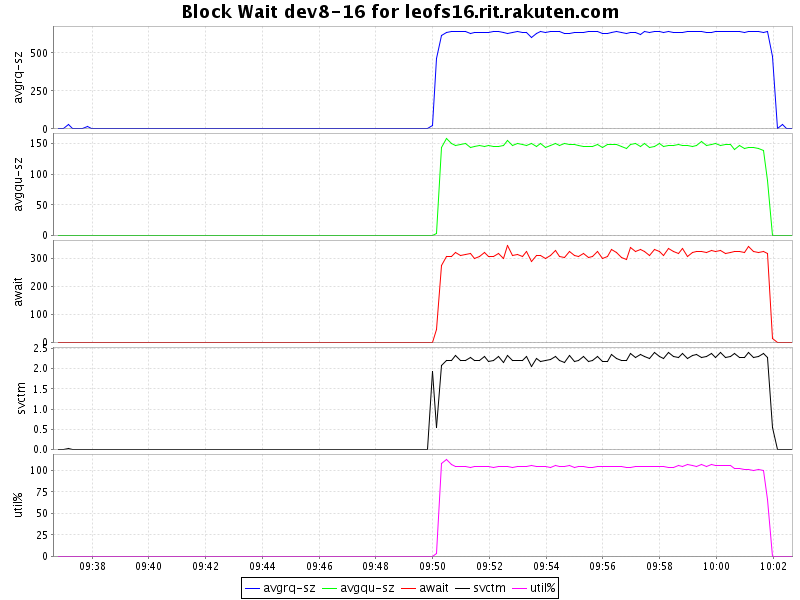 Block Wait dev8-16 for leofs16.rit.rakuten.com
avgrq-sz
500
250
0
avgqu-sz
150
100
50
0
await
300
200
100
0
svctm
2.5
2.0
1.5
1.0
0.5
0.0
util%
100
75
50
25
0
09:38 09:40 09:42 09:44 09:46 09:48 09:50 09:52 09:54 09:56 09:58 10:00 10:02
avgrq-sz avgqu-sz await svctm util%